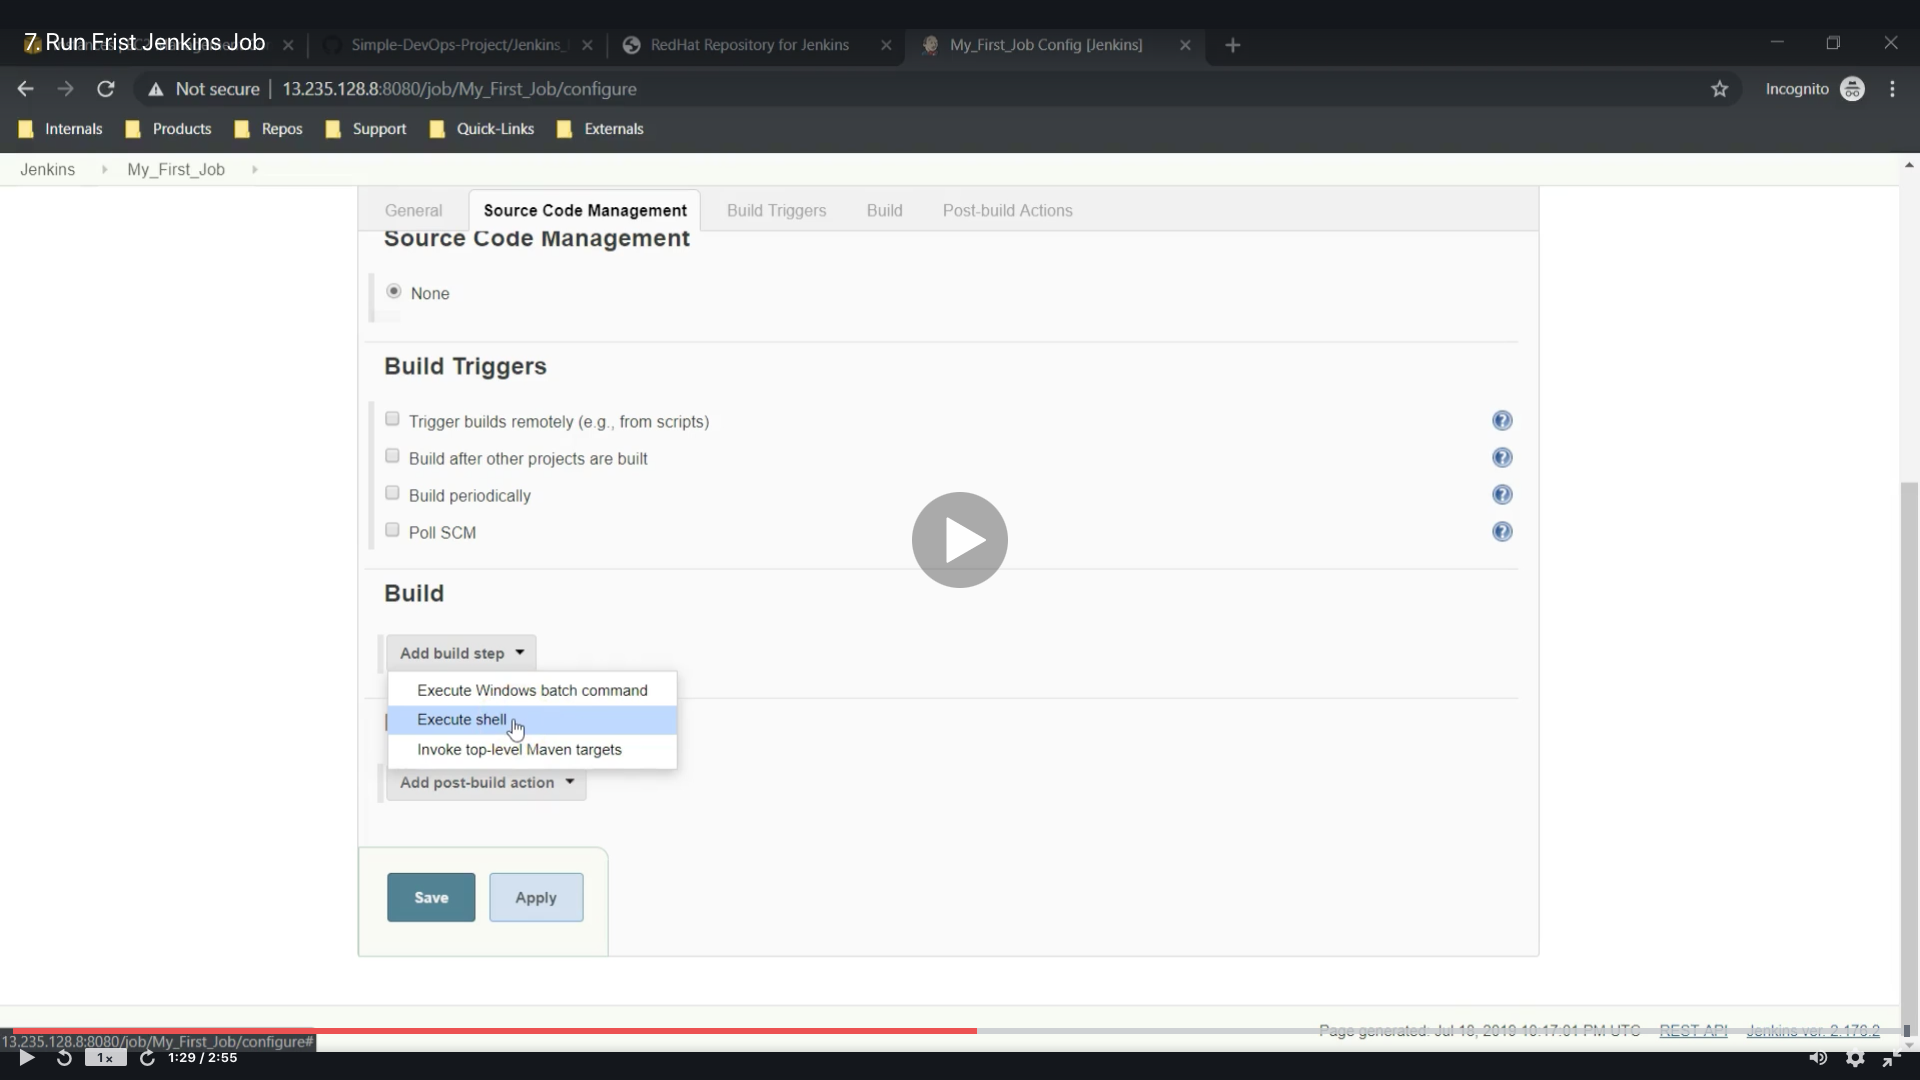 7. Run Frist Jenkins Job
Simple-DevOps-Project/Jenkins_
RedHat Repository for Jenkins
My_First_Job Config [Jenkins]
Not secure
13.235.128.8:8080/job/My_First_Job/configure
Incognito
Internals
Products
Repos
Support
Quick-Links
Externals
Jenkins
My_First_Job
General
Source Code Management
Build Triggers
Build
Post-build Actions
Source Code Management
None
Build Triggers
Trigger builds remotely (e.g., from scripts)
Build after other projects are built
Build periodically
Poll SCM
Build
Add build step
Execute Windows batch command
Execute shell
Invoke top-level Maven targets
Add post-build action
Save
Apply
Page generated: Jul 18, 2019 10:17:01 PM UTC
REST API
Jenkins ver. 2.176.2
13.235.128.8:8080/job/My_First_Job/configure#
1x
1:29 / 2:55